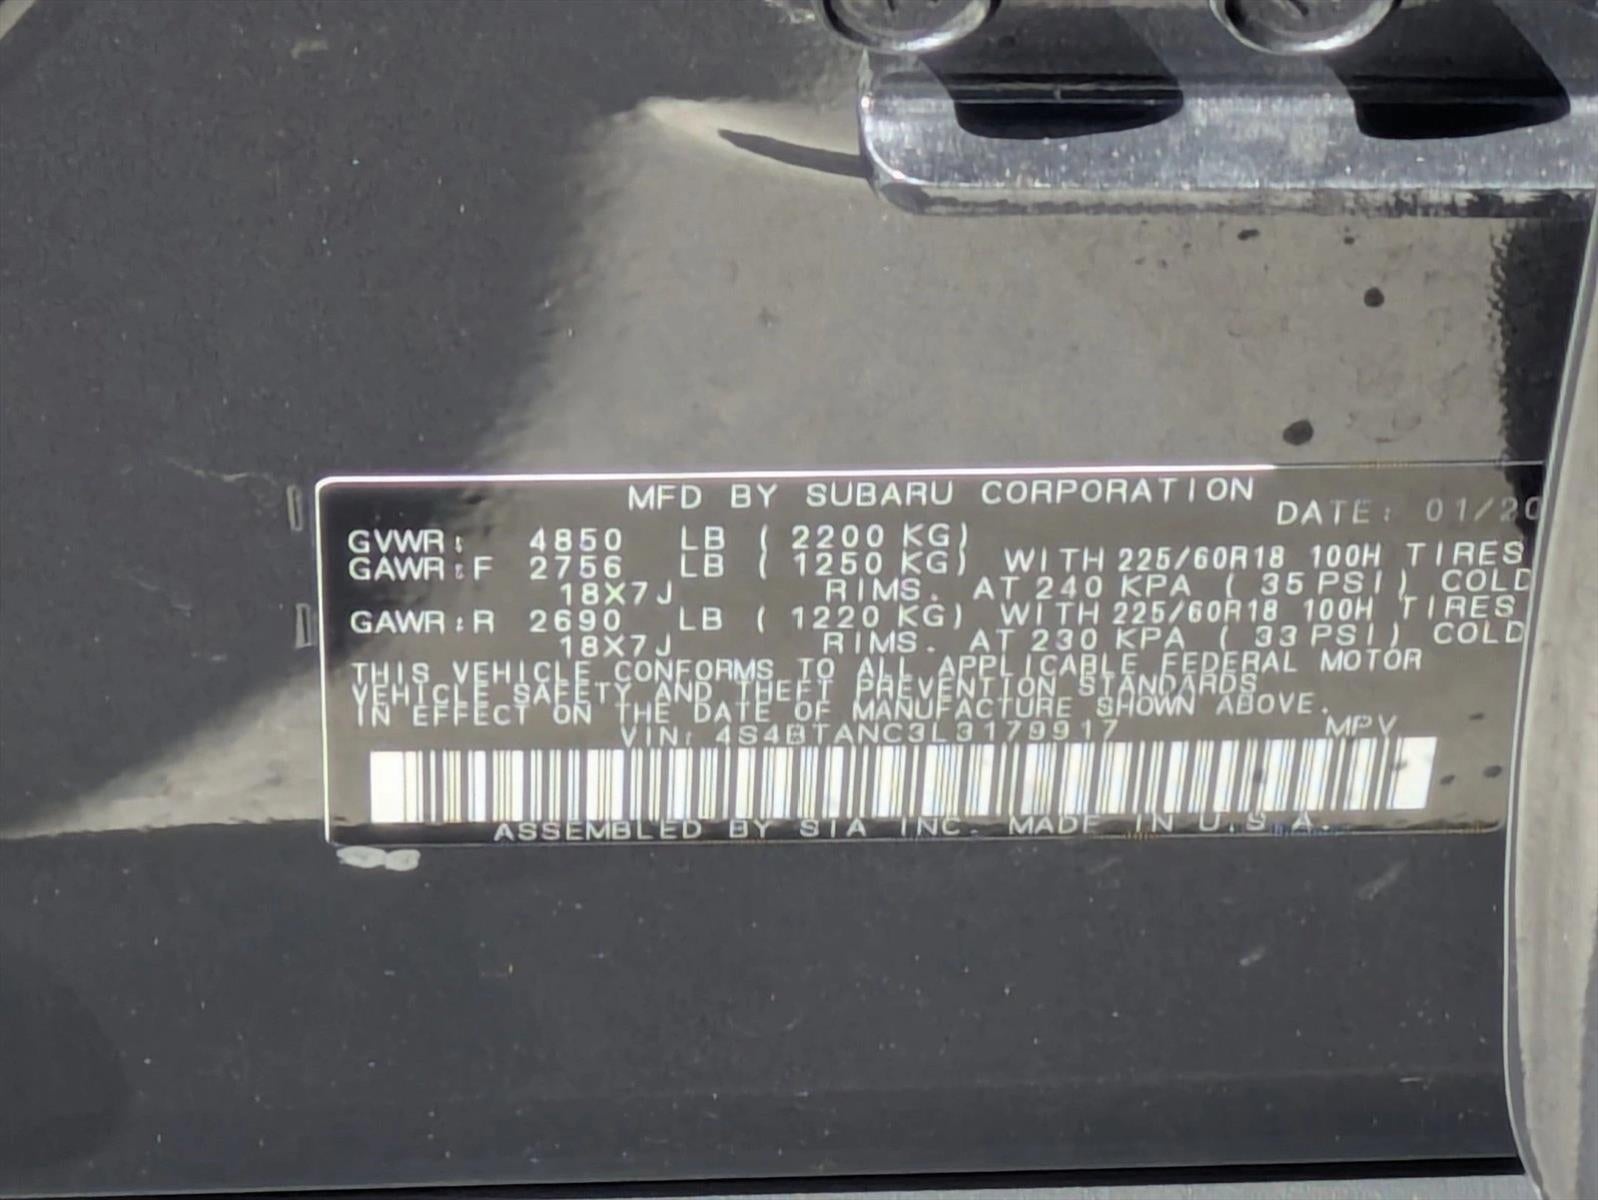 MFD BY SUBARU CORPORATION
DATE: 01/20
GVWR: 4850 LB ( 2200 KG)
GAWR:F 2756 LB ( 1250 KG) WITH 225/60R18 100H TIRES
18X7J RIMS. AT 240 KPA ( 35 PSI) COLD
GAWR:R 2690 LB ( 1220 KG) WITH 225/60R18 100H TIRES
18X7J RIMS. AT 230 KPA ( 33 PSI) COLD
THIS VEHICLE CONFORMS TO ALL APPLICABLE FEDERAL MOTOR
VEHICLE SAFETY AND THEFT PREVENTION STANDARDS
IN EFFECT ON THE DATE OF MANUFACTURE SHOWN ABOVE.
VIN: 4S4BTANC3L3179917 MPV
ASSEMBLED BY SIA INC. MADE IN U.S.A.